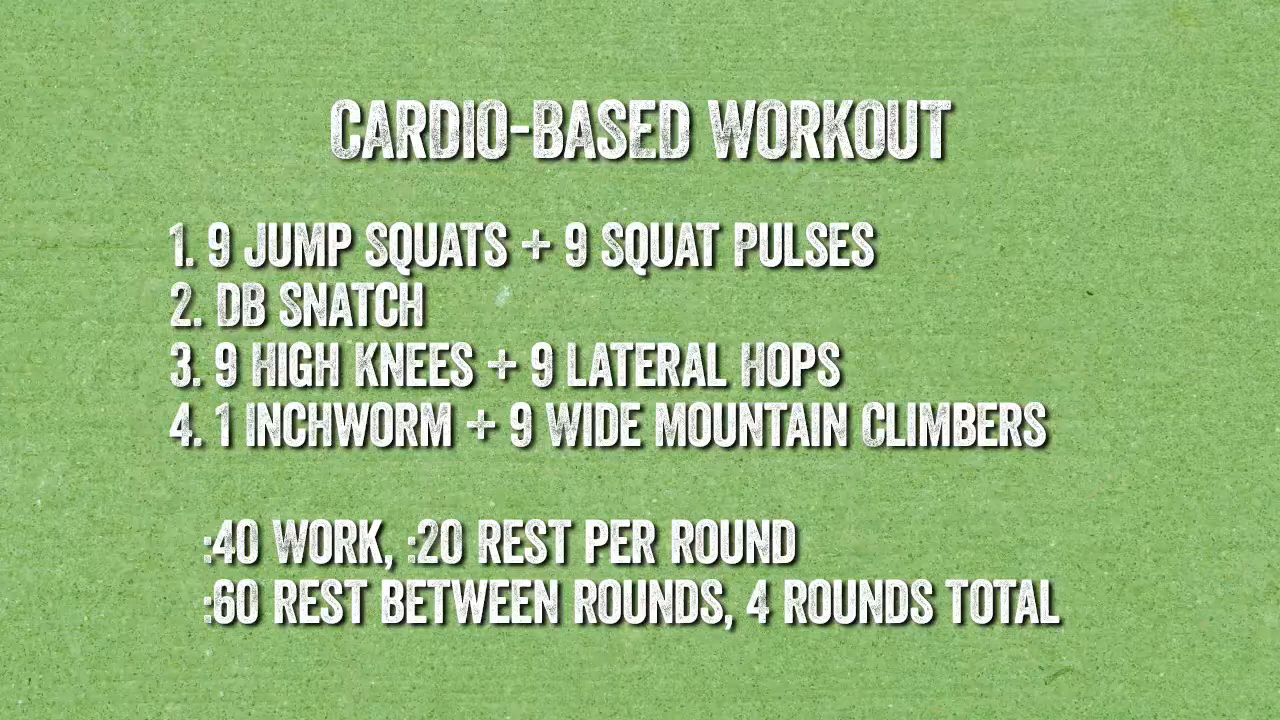 CARDIO-BASED WORKOUT
1. 9 JUMP SQUATS + 9 SQUAT PULSES
2. DB SNATCH
3. 9 HIGH KNEES + 9 LATERAL HOPS
4. 1 INCHWORM + 9 WIDE MOUNTAIN CLIMBERS
:40 WORK, :20 REST PER ROUND
:60 REST BETWEEN ROUNDS, 4 ROUNDS TOTAL